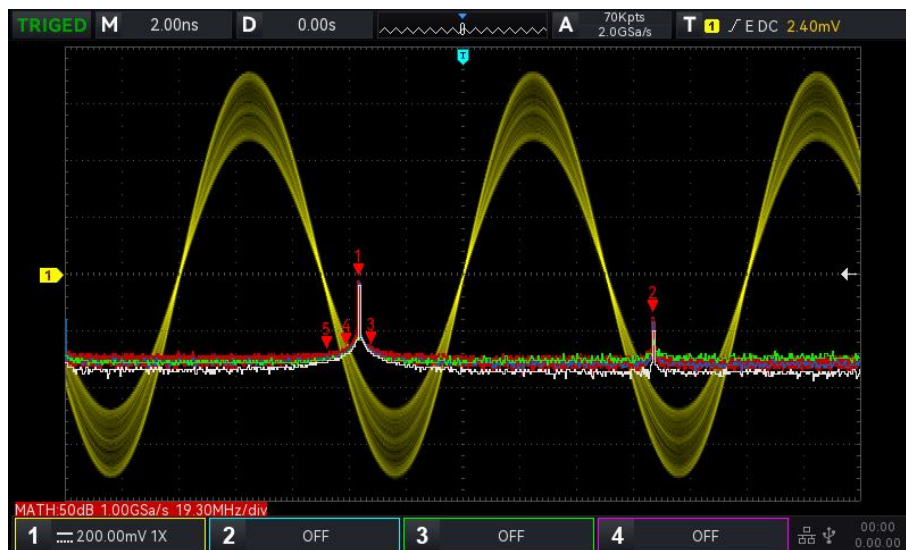 TRIGED M 2.00ns D 0.00s A 70Kpts 2.0GSa/s T 1 E DC 2.40mV
T
1
1
2
5 4 3
MATH:50dB 1.00GSa/s 19.30MHz/div
1 200.00mV 1X 2 OFF 3 OFF 4 OFF 00:00 0.00.00